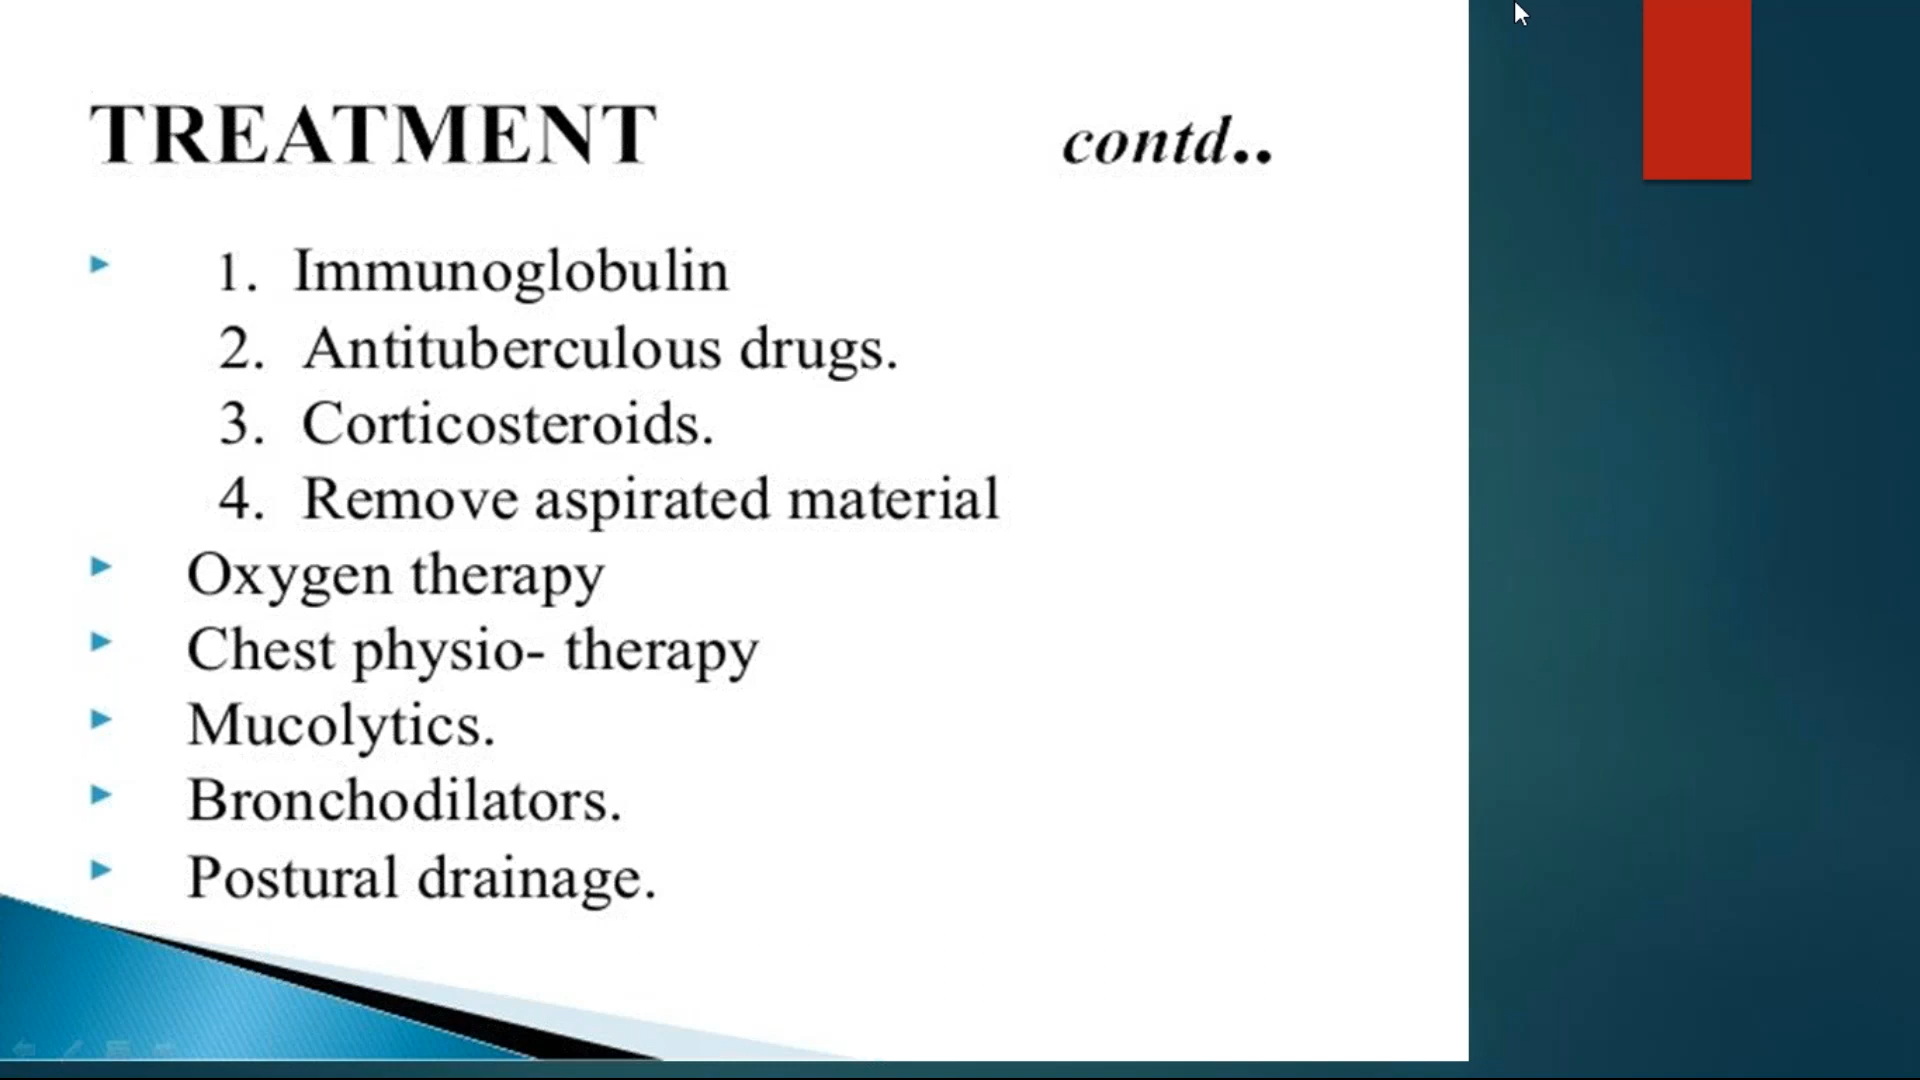 TREATMENT contd..
1. Immunoglobulin
2. Antituberculous drugs.
3. Corticosteroids.
4. Remove aspirated material
Oxygen therapy
Chest physio- therapy
Mucolytics.
Bronchodilators.
Postural drainage.